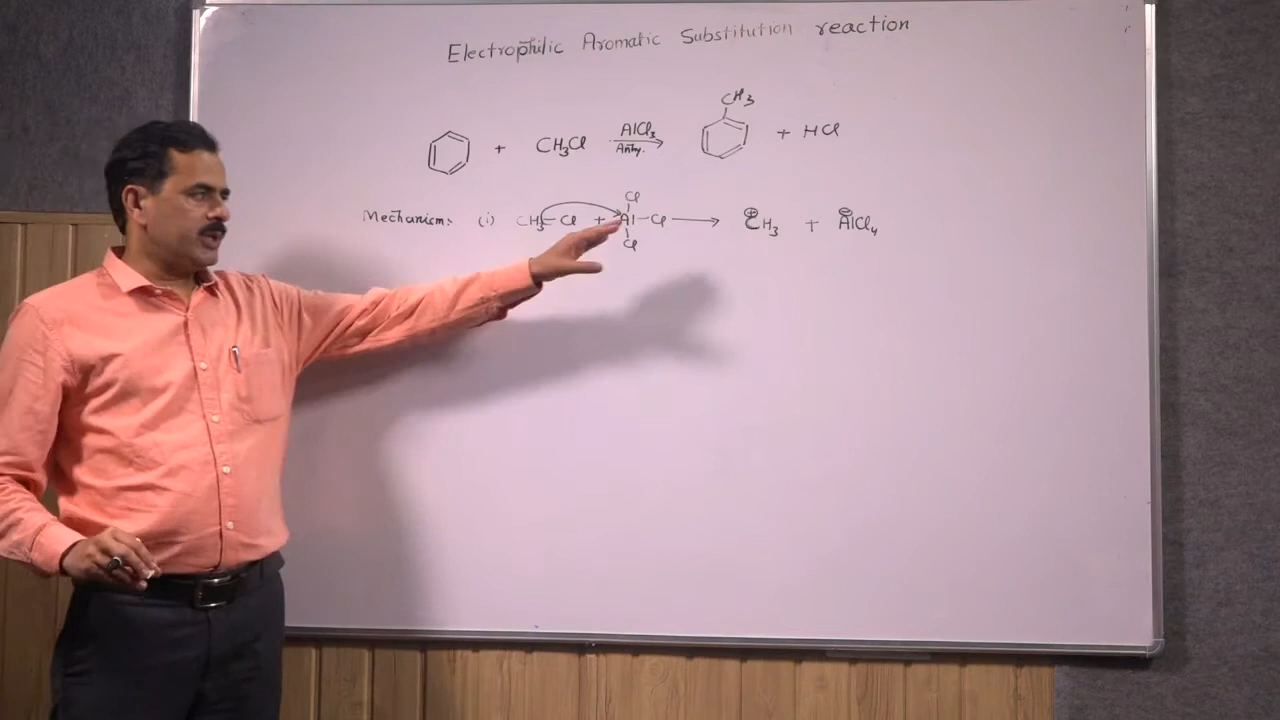 Electrophilic Aromatic Substitution reaction
CH3
+ CH3Cl AlCl3 Anhy. + HCl
Cl
Mechanism: (i) CH3-Cl + Al-Cl ⊕CH3 + ⊖AlCl4
Cl